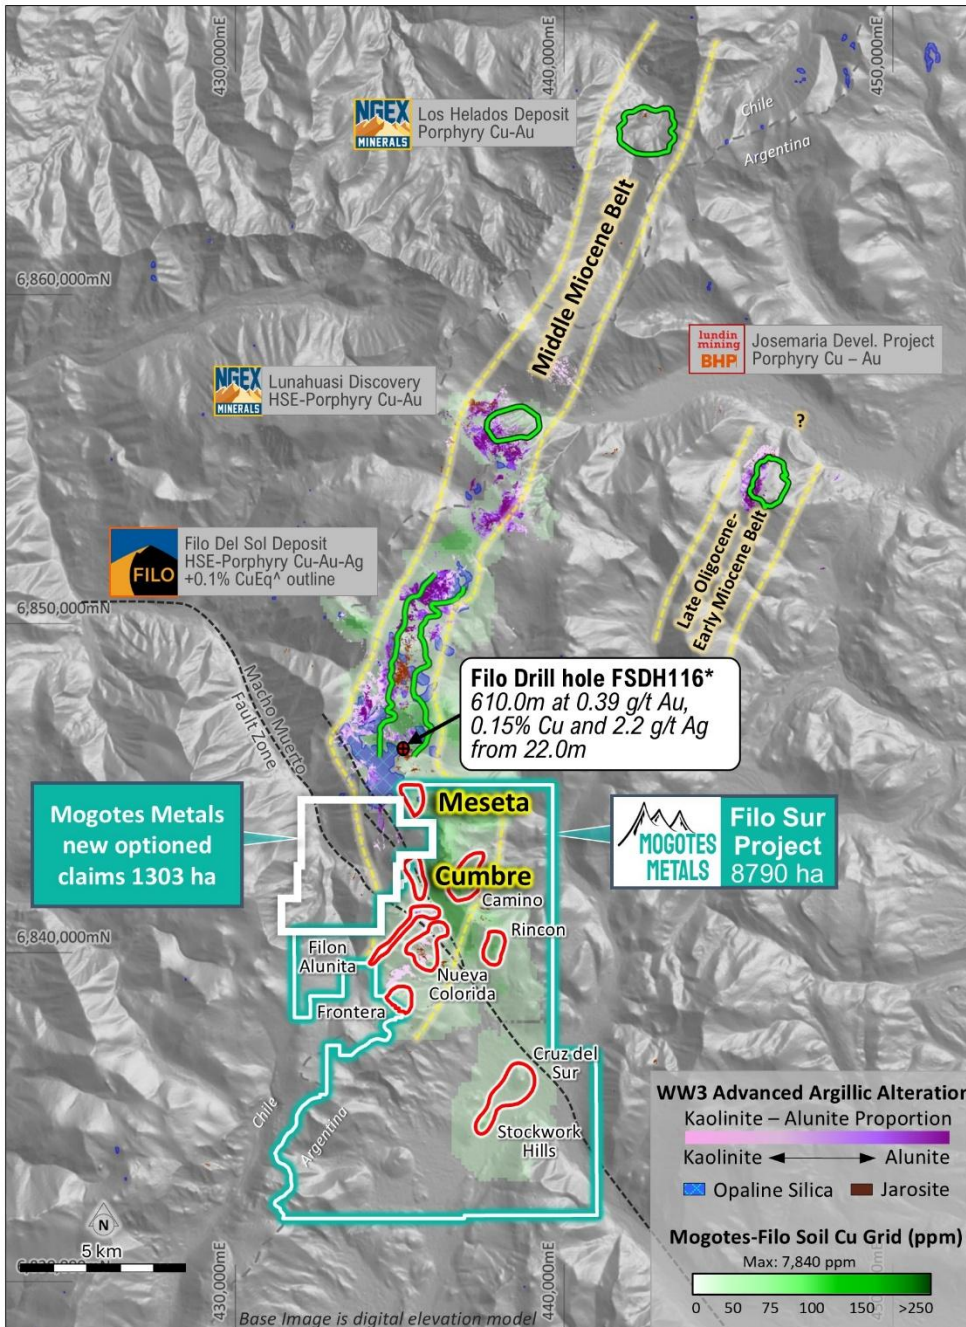 430,000mE
440,000mE
450,000mE
NGEX
MINERALS
Los Helados Deposit
Porphyry Cu-Au
Chile
Argentina
Middle Miocene Belt
6,860,000mN
lundin
mining
BHP
Josemaria Devel. Project
Porphyry Cu – Au
NGEX
MINERALS
Lunahuasi Discovery
HSE-Porphyry Cu-Au
?
Late Oligocene-
Early Miocene Belt
FILO
Filo Del Sol Deposit
HSE-Porphyry Cu-Au-Ag
+0.1% CuEq^ outline
6,850,000mN
Macho Muerto
Fault Zone
Filo Drill hole FSDH116*
610.0m at 0.39 g/t Au,
0.15% Cu and 2.2 g/t Ag
from 22.0m
Mogotes Metals
new optioned
claims 1303 ha
Meseta
Cumbre
MOGOTES
METALS
Filo Sur
Project
8790 ha
Camino
6,840,000mN
Filon
Alunita
Rincon
Nueva
Colorida
Frontera
Cruz del
Sur
Stockwork
Hills
Chile
Argentina
WW3 Advanced Argillic Alteration
Kaolinite – Alunite Proportion
Kaolinite
Alunite
Opaline Silica
Jarosite
Mogotes-Filo Soil Cu Grid (ppm)
Max: 7,840 ppm
0 50 75 100 150 >250
N
5 km
430,000mE
440,000mE
Base Image is digital elevation model